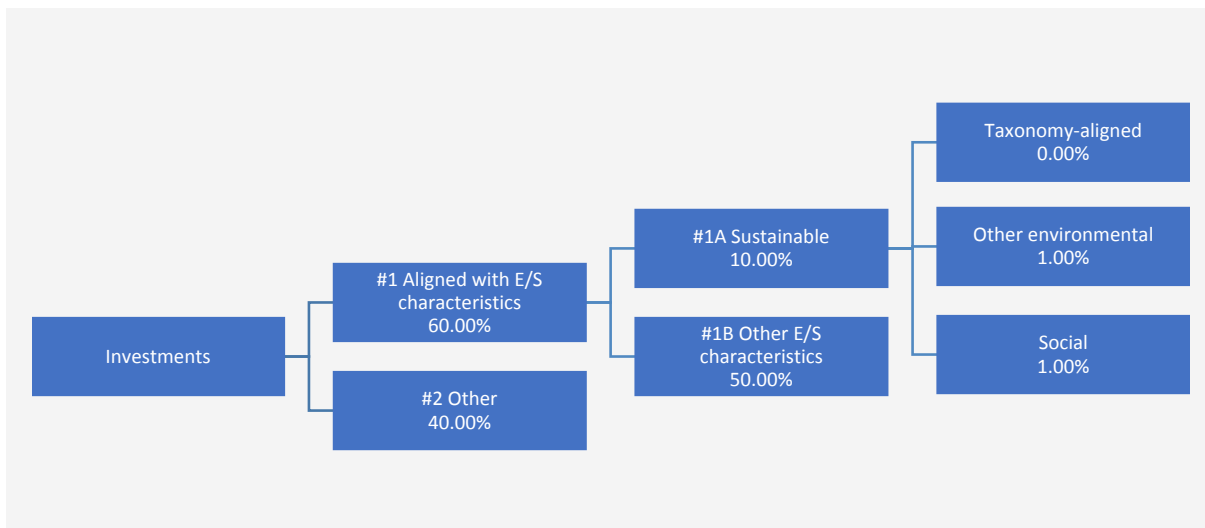 Investments
#1 Aligned with E/S
characteristics
60.00%
#2 Other
40.00%
#1A Sustainable
10.00%
#1B Other E/S
characteristics
50.00%
Taxonomy-aligned
0.00%
Other environmental
1.00%
Social
1.00%